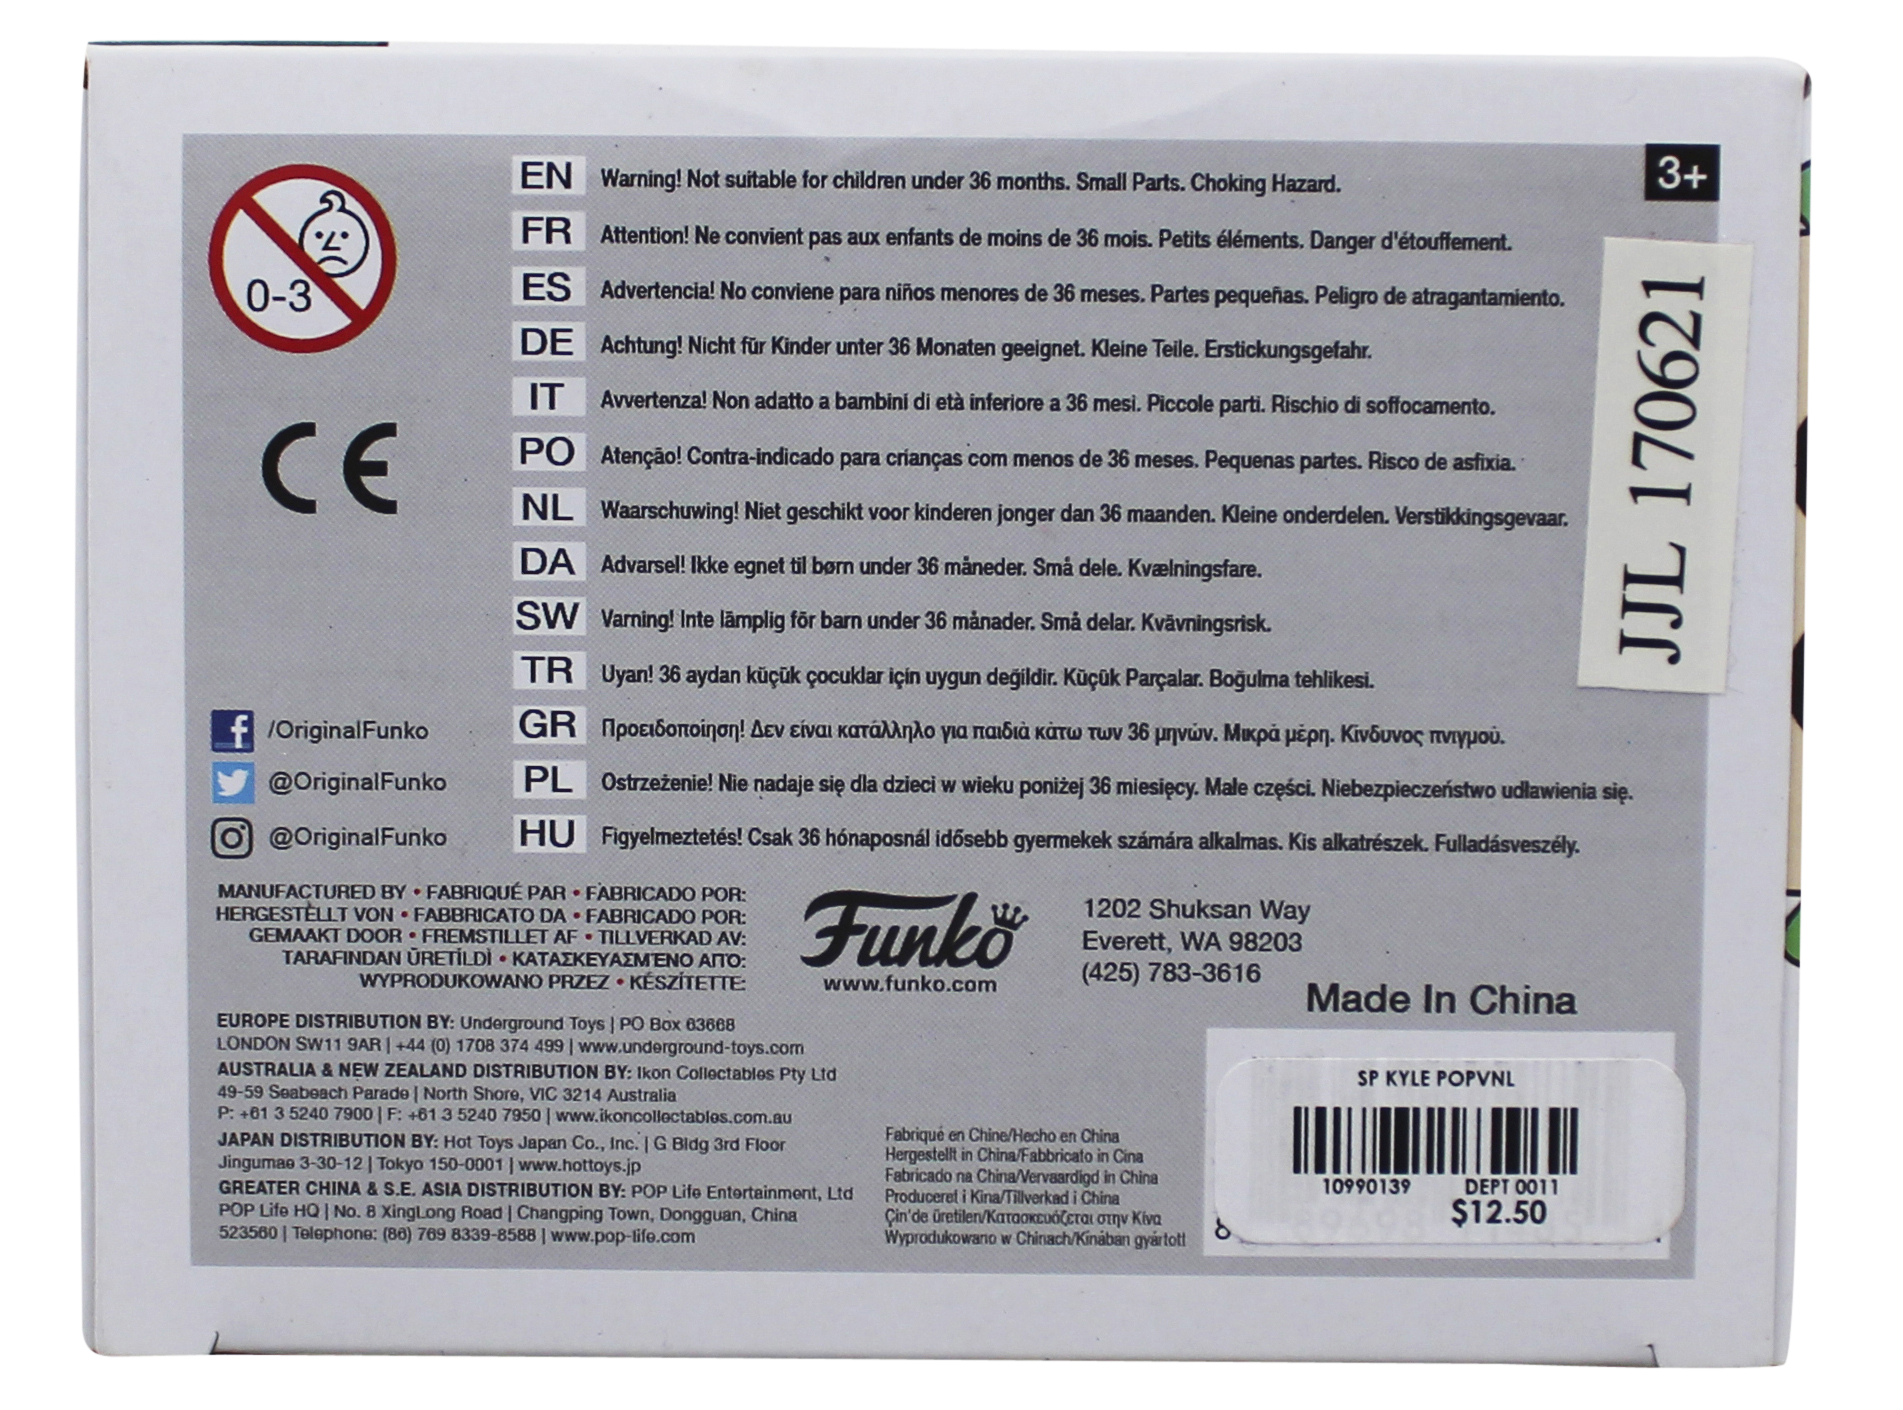 0-3
EN Warning! Not suitable for children under 36 months. Small Parts. Choking Hazard.
3+
FR Attention! Ne convient pas aux enfants de moins de 36 mois. Petits éléments. Danger d'étouffement.
ES Advertencia! No conviene para niños menores de 36 meses. Partes pequeñas. Peligro de atragantamiento.
DE Achtung! Nicht für Kinder unter 36 Monaten geeignet. Kleine Teile. Erstickungsgefahr.
IT Avvertenza! Non adatto a bambini di età inferiore a 36 mesi. Piccole parti. Rischio di soffocamento.
PO Atenção! Contra-indicado para crianças com menos de 36 meses. Pequenas partes. Risco de asfixia.
NL Waarschuwing! Niet geschikt voor kinderen jonger dan 36 maanden. Kleine onderdelen. Verstikkingsgevaar.
DA Advarsel! Ikke egnet til børn under 36 måneder. Små dele. Kvælningsfare.
SW Varning! Inte lämplig för barn under 36 månader. Små delar. Kvävningsrisk.
TR Uyan! 36 aydan küçük çocuklar için uygun değildir. Küçük Parçalar. Boğulma tehlikesi.
GR Προειδοποίηση! Δεν είναι κατάλληλο για παιδιά κάτω των 36 μηνών. Μικρά μέρη. Κίνδυνος πνιγμού.
PL Ostrzeżenie! Nie nadaje się dla dzieci w wieku poniżej 36 miesięcy. Małe części. Niebezpieczeństwo udławienia się.
HU Figyelmeztetés! Csak 36 hónaposnál idősebb gyermekek számára alkalmas. Kis alkatrészek. Fulladásveszély.
JJL 170621
CE
/OriginalFunko
@OriginalFunko
@OriginalFunko
MANUFACTURED BY • FABRIQUÉ PAR • FABRICADO POR:
HERGESTELLT VON • FABBRICATO DA • FABRICADO POR:
GEMAAKT DOOR • FREMSTILLET AF • TILLVERKAD AV:
TARAFINDAN ÜRETİLDİ • ΚΑΤΑΣΚΕΥΑΣΜΈΝΟ ΑΠΌ:
WYPRODUKOWANO PRZEZ • KÉSZÍTETTE:
Funko
www.funko.com
1202 Shuksan Way
Everett, WA 98203
(425) 783-3616
Made In China
EUROPE DISTRIBUTION BY: Underground Toys | PO Box 63668
LONDON SW11 9AR | +44 (0) 1708 374 499 | www.underground-toys.com
AUSTRALIA & NEW ZEALAND DISTRIBUTION BY: Ikon Collectables Pty Ltd
49-59 Seabeach Parade | North Shore, VIC 3214 Australia
P: +61 3 5240 7900 | F: +61 3 5240 7950 | www.ikoncollectables.com.au
JAPAN DISTRIBUTION BY: Hot Toys Japan Co., Inc. | G Bldg 3rd Floor
Jingumae 3-30-12 | Tokyo 150-0001 | www.hottoys.jp
GREATER CHINA & S.E. ASIA DISTRIBUTION BY: POP Life Entertainment, Ltd
POP Life HQ | No. 8 XingLong Road | Changping Town, Dongguan, China
523560 | Telephone: (86) 769 8339-8588 | www.pop-life.com
Fabriqué en Chine/Hecho en China
Hergestellt in China/Fabbricato in Cina
Fabricado na China/Vervaardigd in China
Produceret i Kina/Tillverkad i China
Çin'de üretilen/Κατασκευάζεται στην Κίνα
Wyprodukowano w Chinach/Kínában gyártott
SP KYLE POPVNL
10990139 DEPT 0011
$12.50
8